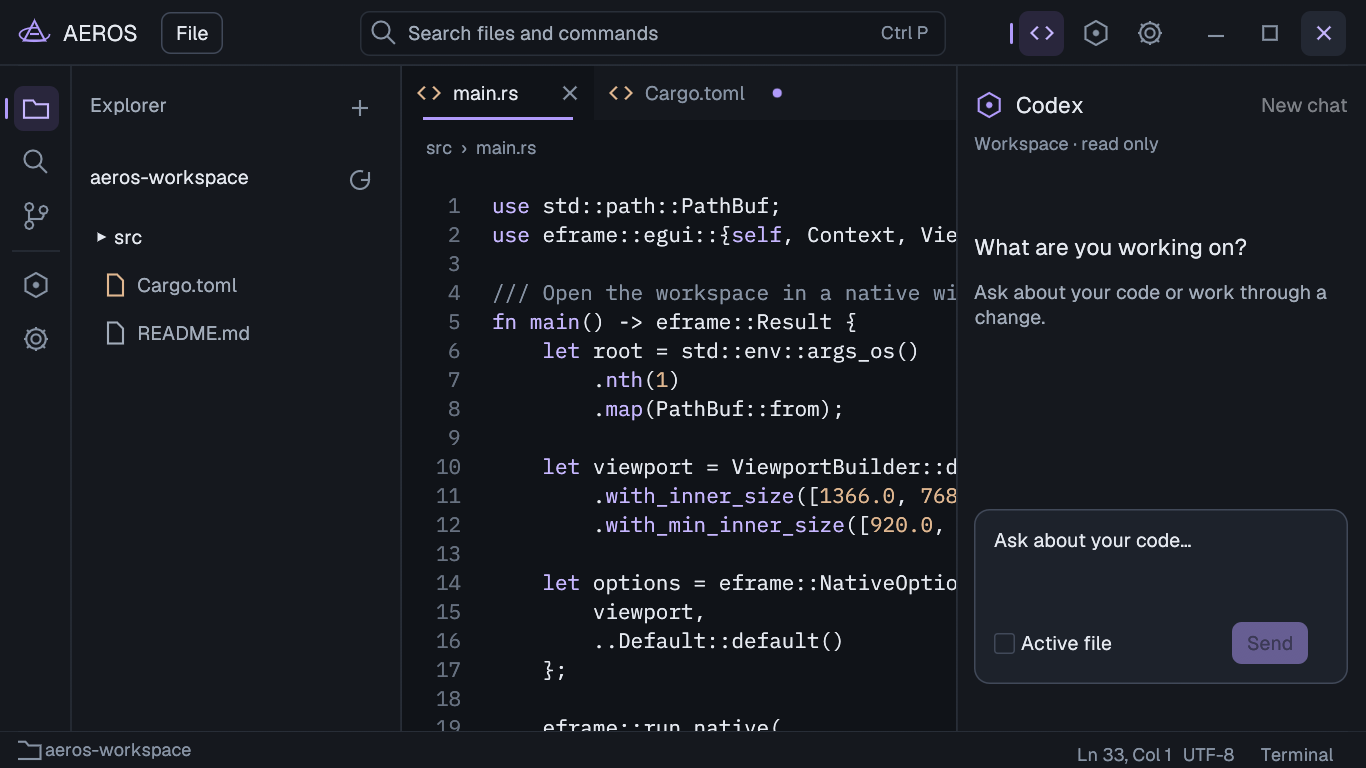 AEROS
File
Search files and commands
Ctrl P
Explorer
aeros-workspace
src
Cargo.toml
README.md
main.rs
Cargo.toml
src › main.rs
1 use std::path::PathBuf;
2 use eframe::egui::{self, Context, Vie
3
4 /// Open the workspace in a native wi
5 fn main() -> eframe::Result {
6     let root = std::env::args_os()
7         .nth(1)
8         .map(PathBuf::from);
9
10     let viewport = ViewportBuilder::d
11         .with_inner_size([1366.0, 768
12         .with_min_inner_size([920.0,
13
14     let options = eframe::NativeOptio
15         viewport,
16         ..Default::default()
17     };
18
19     eframe::run_native(
Codex
New chat
Workspace · read only
What are you working on?
Ask about your code or work through a
change.
Ask about your code…
Active file
Send
aeros-workspace
Ln 33, Col 1 UTF-8 Terminal